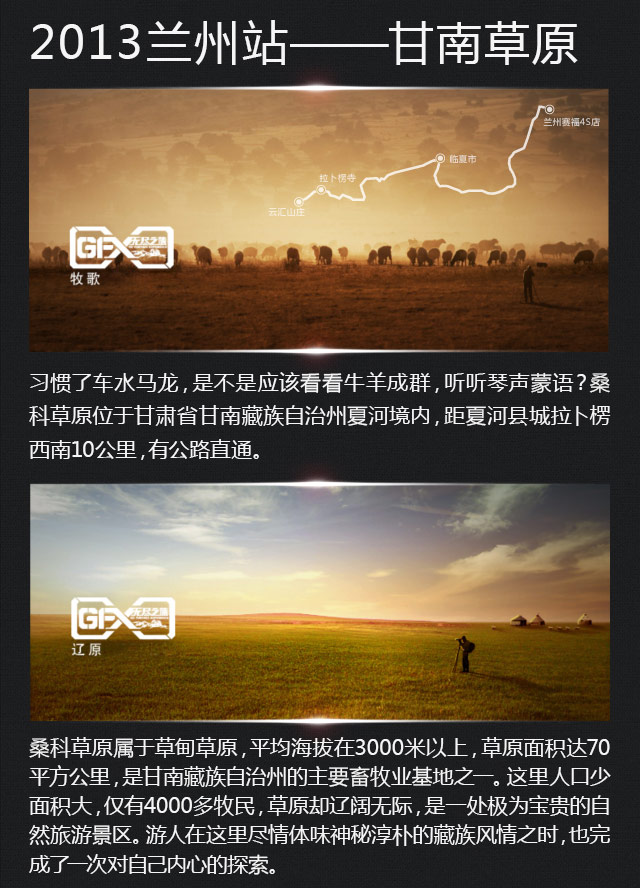 2013兰州站——甘南草原
兰州赛福4S店
临夏市
拉卜楞寺
云汇山庄
GFX 无尽之旅
牧歌
习惯了车水马龙,是不是应该看看牛羊成群,听听琴声蒙语?桑
科草原位于甘肃省甘南藏族自治州夏河境内,距夏河县城拉卜楞
西南10公里,有公路直通。
GFX 无尽之旅
辽原
桑科草原属于草甸草原,平均海拔在3000米以上,草原面积达70
平方公里,是甘南藏族自治州的主要畜牧业基地之一。这里人口少
面积大,仅有4000多牧民,草原却辽阔无际,是一处极为宝贵的自
然旅游景区。游人在这里尽情体味神秘淳朴的藏族风情之时,也完
成了一次对自己内心的探索。